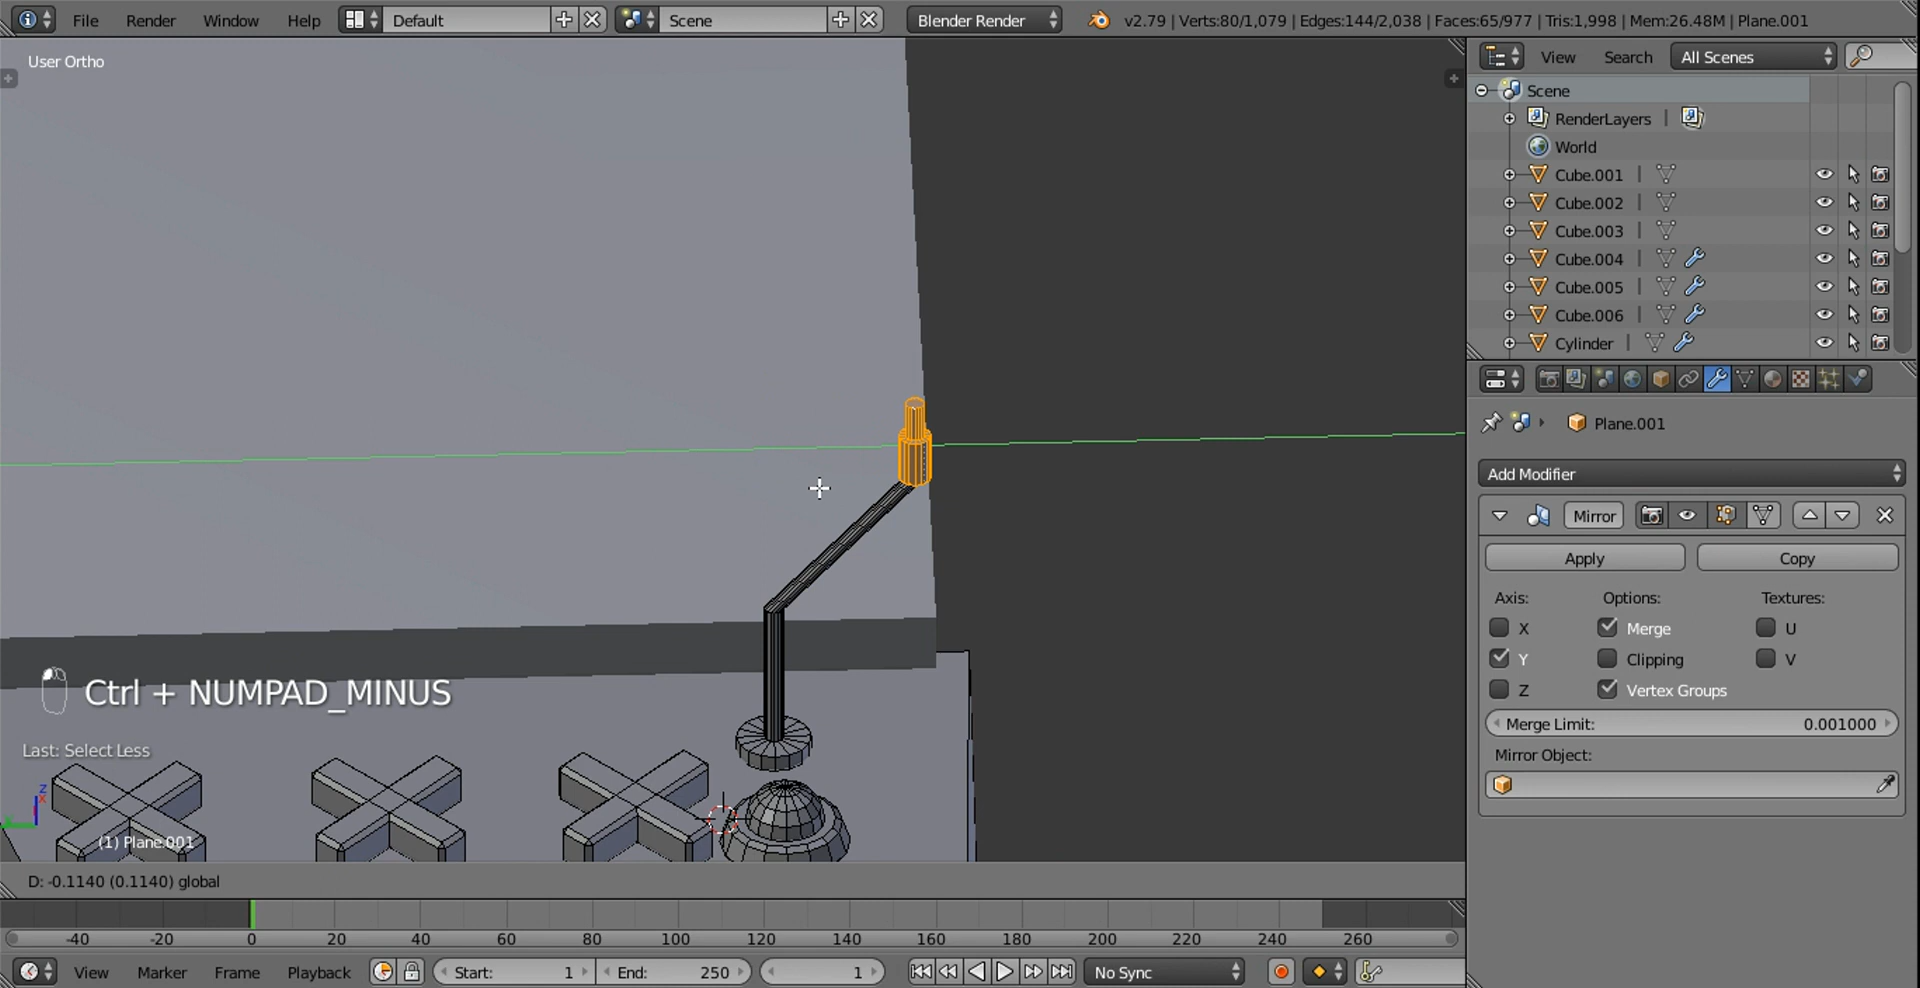 File Render Window Help Default Scene Blender Render v2.79 | Verts:80/1,079 | Edges:144/2,038 | Faces:65/977 | Tris:1,998 | Mem:26.48M | Plane.001
User Ortho
View Search All Scenes
Scene
RenderLayers |
World
Cube.001 |
Cube.002 |
Cube.003 |
Cube.004 |
Cube.005 |
Cube.006 |
Cylinder |
Plane.001
Add Modifier
Mirror
Apply Copy
Axis: Options: Textures:
X Merge U
Y Clipping V
Z Vertex Groups
Merge Limit: 0.001000
Mirror Object:
Ctrl + NUMPAD_MINUS
Last: Select Less
z
(1) Plane.001
D: -0.1140 (0.1140) global
-40 -20 0 20 40 60 80 100 120 140 160 180 200 220 240 260
View Marker Frame Playback Start: 1 End: 250 1 No Sync